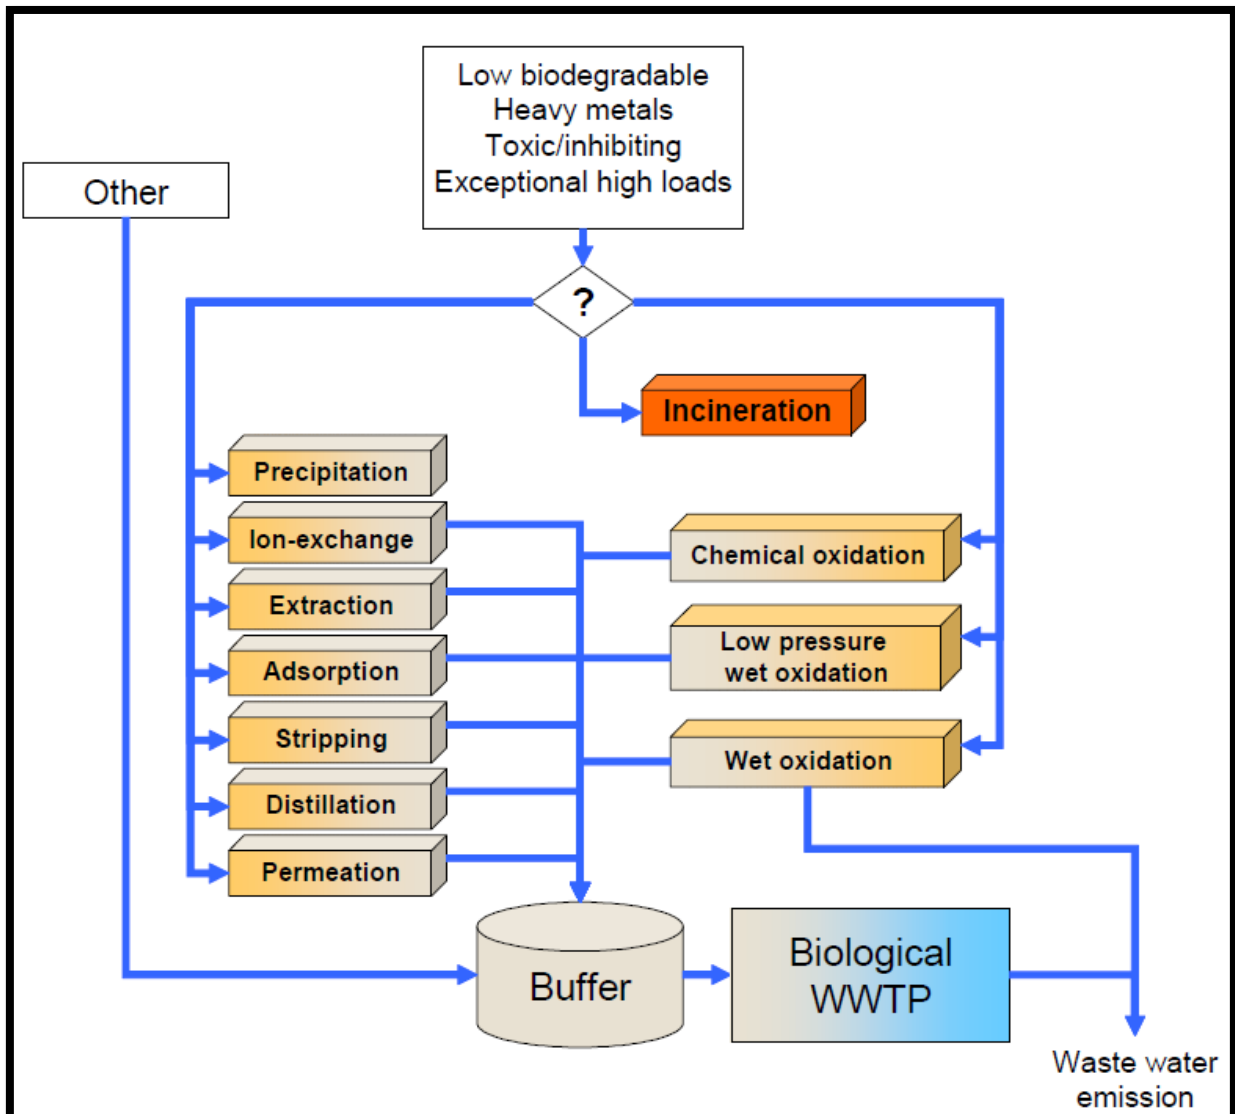 Low biodegradable
Heavy metals
Toxic/inhibiting
Exceptional high loads
Other
?
Incineration
Precipitation
Ion-exchange
Extraction
Adsorption
Stripping
Distillation
Permeation
Chemical oxidation
Low pressure
wet oxidation
Wet oxidation
Buffer
Biological
WWTP
Waste water
emission